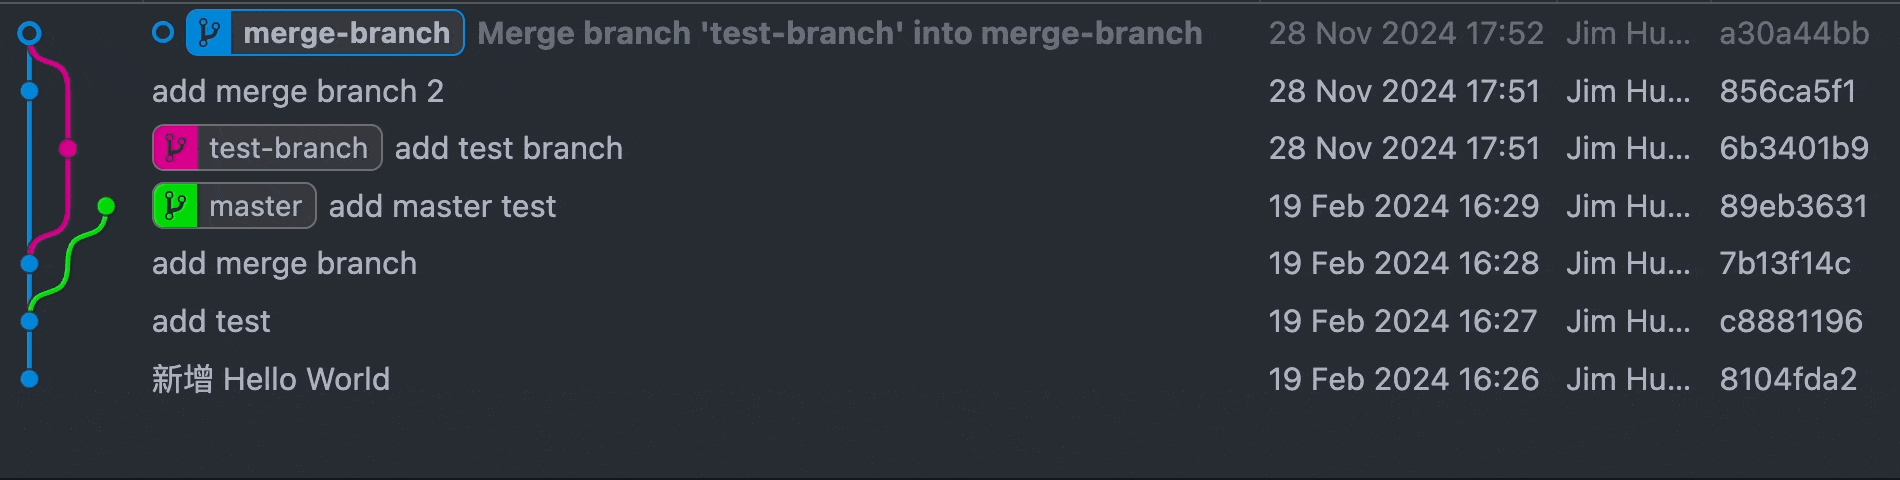 merge-branch Merge branch 'test-branch' into merge-branch 28 Nov 2024 17:52 Jim Hu... a30a44bb
add merge branch 2 28 Nov 2024 17:51 Jim Hu... 856ca5f1
test-branch add test branch 28 Nov 2024 17:51 Jim Hu... 6b3401b9
master add master test 19 Feb 2024 16:29 Jim Hu... 89eb3631
add merge branch 19 Feb 2024 16:28 Jim Hu... 7b13f14c
add test 19 Feb 2024 16:27 Jim Hu... c8881196
新增 Hello World 19 Feb 2024 16:26 Jim Hu... 8104fda2